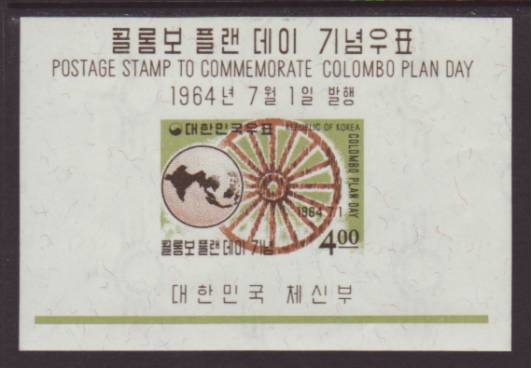 콜롬보 플랜 데이 기념우표
POSTAGE STAMP TO COMMEMORATE COLOMBO PLAN DAY
1964년 7월 1일 발행
대한민국우표
REPUBLIC OF KOREA
COLOMBO PLAN DAY
1964.7.1
콜롬보 플랜 데이 기념
4.00
대한민국 체신부